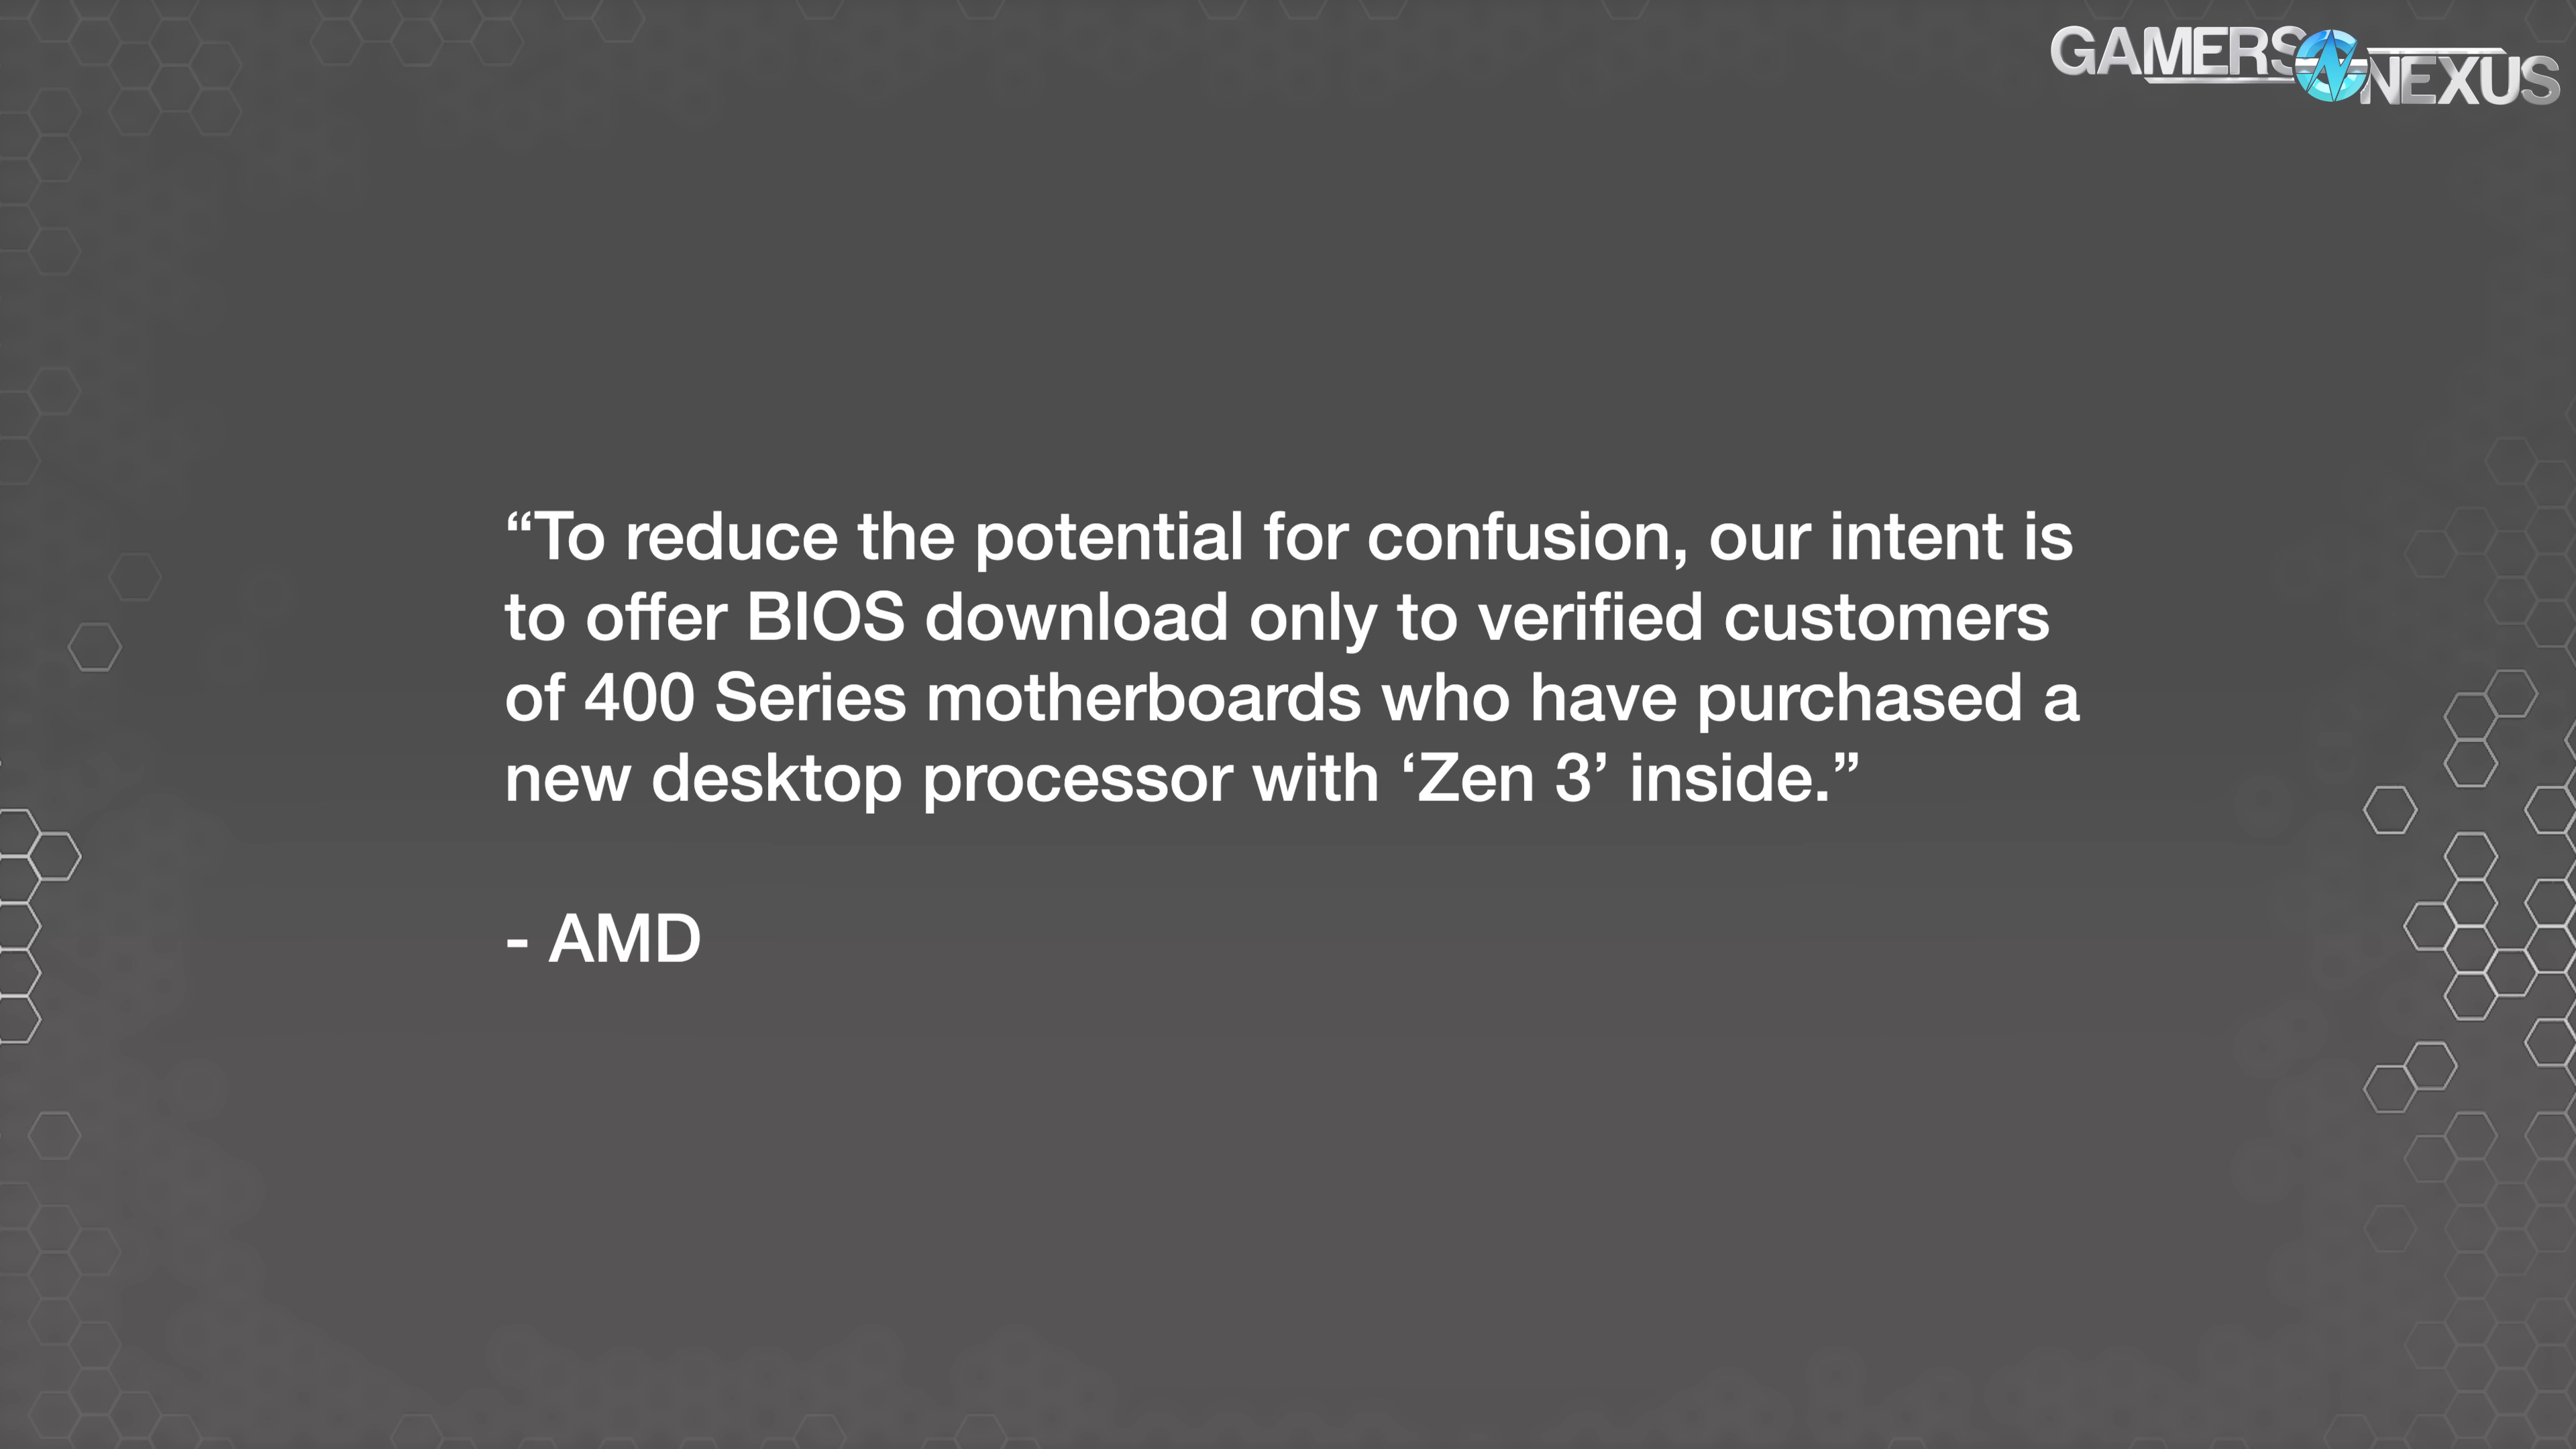 GAMERS NEXUS
“To reduce the potential for confusion, our intent is
to offer BIOS download only to verified customers
of 400 Series motherboards who have purchased a
new desktop processor with ‘Zen 3’ inside.”
- AMD